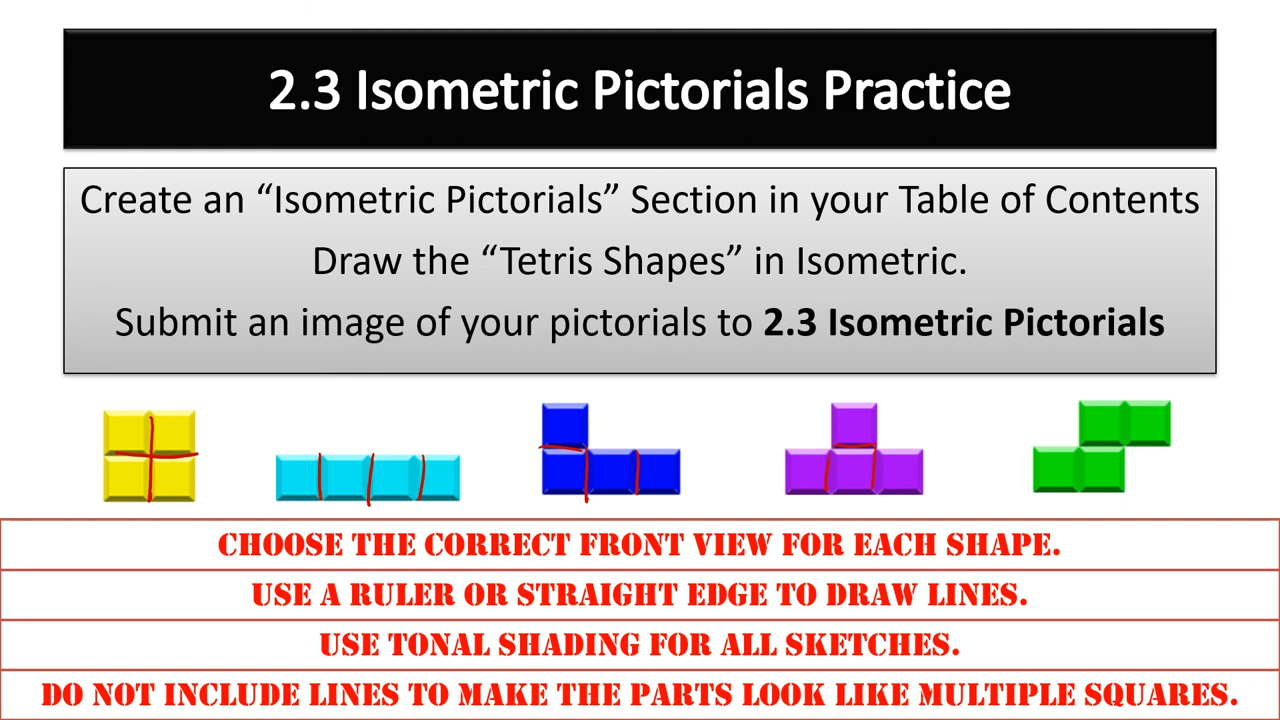 2.3 Isometric Pictorials Practice
Create an “Isometric Pictorials” Section in your Table of Contents
Draw the “Tetris Shapes” in Isometric.
Submit an image of your pictorials to 2.3 Isometric Pictorials
CHOOSE THE CORRECT FRONT VIEW FOR EACH SHAPE.
USE A RULER OR STRAIGHT EDGE TO DRAW LINES.
USE TONAL SHADING FOR ALL SKETCHES.
DO NOT INCLUDE LINES TO MAKE THE PARTS LOOK LIKE MULTIPLE SQUARES.